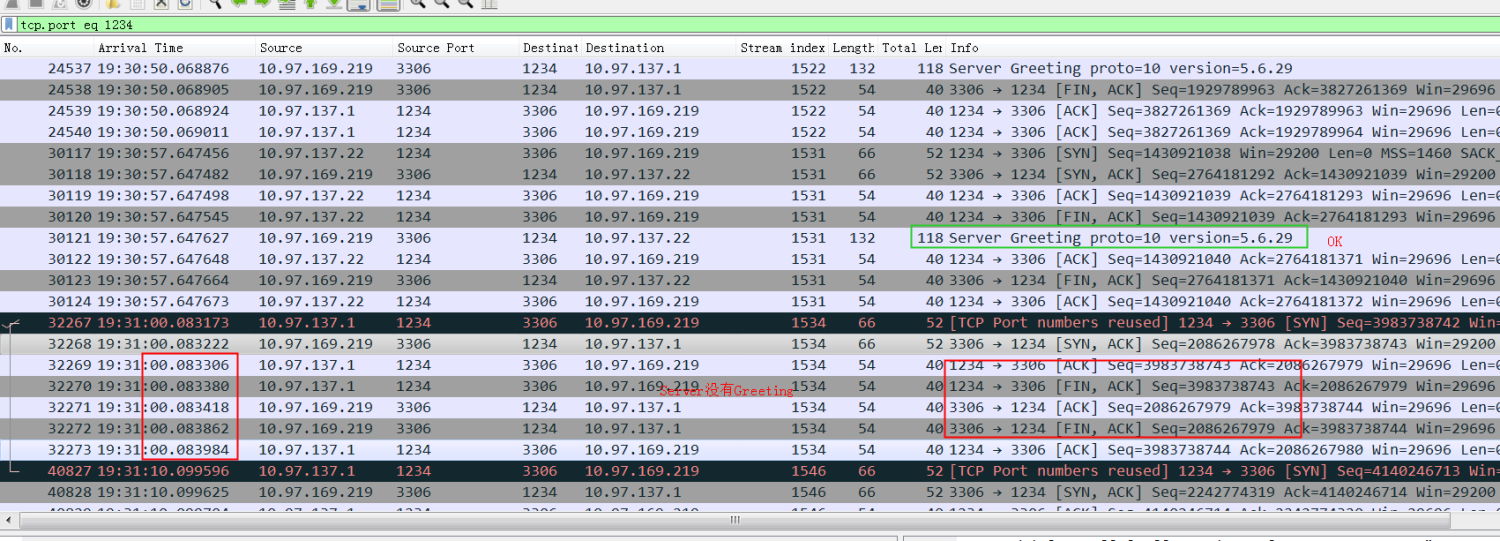 tcp.port eq 1234
No. Arrival Time Source Source Port Destinat Destination Stream index Length Total Ler Info
24537 19:30:50.068876 10.97.169.219 3306 1234 10.97.137.1 1522 132 118 Server Greeting proto=10 version=5.6.29
24538 19:30:50.068905 10.97.169.219 3306 1234 10.97.137.1 1522 54 40 3306 → 1234 [FIN, ACK] Seq=1929789963 Ack=3827261369 Win=29696
24539 19:30:50.068924 10.97.137.1 1234 3306 10.97.169.219 1522 54 40 1234 → 3306 [ACK] Seq=3827261369 Ack=1929789963 Win=29696 Len=
24540 19:30:50.069011 10.97.137.1 1234 3306 10.97.169.219 1522 54 40 1234 → 3306 [ACK] Seq=3827261369 Ack=1929789964 Win=29696 Len=
30117 19:30:57.647456 10.97.137.22 1234 3306 10.97.169.219 1531 66 52 1234 → 3306 [SYN] Seq=1430921038 Win=29200 Len=0 MSS=1460 SACK_
30118 19:30:57.647482 10.97.169.219 3306 1234 10.97.137.22 1531 66 52 3306 → 1234 [SYN, ACK] Seq=2764181292 Ack=1430921039 Win=29200
30119 19:30:57.647498 10.97.137.22 1234 3306 10.97.169.219 1531 54 40 1234 → 3306 [ACK] Seq=1430921039 Ack=2764181293 Win=29696 Len=
30120 19:30:57.647545 10.97.137.22 1234 3306 10.97.169.219 1531 54 40 1234 → 3306 [FIN, ACK] Seq=1430921039 Ack=2764181293 Win=29696
30121 19:30:57.647627 10.97.169.219 3306 1234 10.97.137.22 1531 132 118 Server Greeting proto=10 version=5.6.29 OK
30122 19:30:57.647648 10.97.137.22 1234 3306 10.97.169.219 1531 54 40 1234 → 3306 [ACK] Seq=1430921040 Ack=2764181371 Win=29696 Len=
30123 19:30:57.647664 10.97.169.219 3306 1234 10.97.137.22 1531 54 40 3306 → 1234 [FIN, ACK] Seq=2764181371 Ack=1430921040 Win=29696
30124 19:30:57.647673 10.97.137.22 1234 3306 10.97.169.219 1531 54 40 1234 → 3306 [ACK] Seq=1430921040 Ack=2764181372 Win=29696 Len=
32267 19:31:00.083173 10.97.137.1 1234 3306 10.97.169.219 1534 66 52 [TCP Port numbers reused] 1234 → 3306 [SYN] Seq=3983738742 Win=
32268 19:31:00.083222 10.97.169.219 3306 1234 10.97.137.1 1534 66 52 3306 → 1234 [SYN, ACK] Seq=2086267978 Ack=3983738743 Win=29200
32269 19:31:00.083306 10.97.137.1 1234 3306 10.97.169.219 1534 54 40 1234 → 3306 [ACK] Seq=3983738743 Ack=2086267979 Win=29696 Len=
32270 19:31:00.083380 10.97.137.1 1234 3306 10.97.169.219 1534 54 40 1234 → 3306 [FIN, ACK] Seq=3983738743 Ack=2086267979 Win=29696
Server没有Greeting
32271 19:31:00.083418 10.97.169.219 3306 1234 10.97.137.1 1534 54 40 3306 → 1234 [ACK] Seq=2086267979 Ack=3983738744 Win=29696 Len=
32272 19:31:00.083862 10.97.169.219 3306 1234 10.97.137.1 1534 54 40 3306 → 1234 [FIN, ACK] Seq=2086267979 Ack=3983738744 Win=29696
32273 19:31:00.083984 10.97.137.1 1234 3306 10.97.169.219 1534 54 40 1234 → 3306 [ACK] Seq=3983738744 Ack=2086267980 Win=29696 Len=
40827 19:31:10.099596 10.97.137.1 1234 3306 10.97.169.219 1546 66 52 [TCP Port numbers reused] 1234 → 3306 [SYN] Seq=4140246713 Win=
40828 19:31:10.099625 10.97.169.219 3306 1234 10.97.137.1 1546 66 52 3306 → 1234 [SYN, ACK] Seq=2242774319 Ack=4140246714 Win=29200